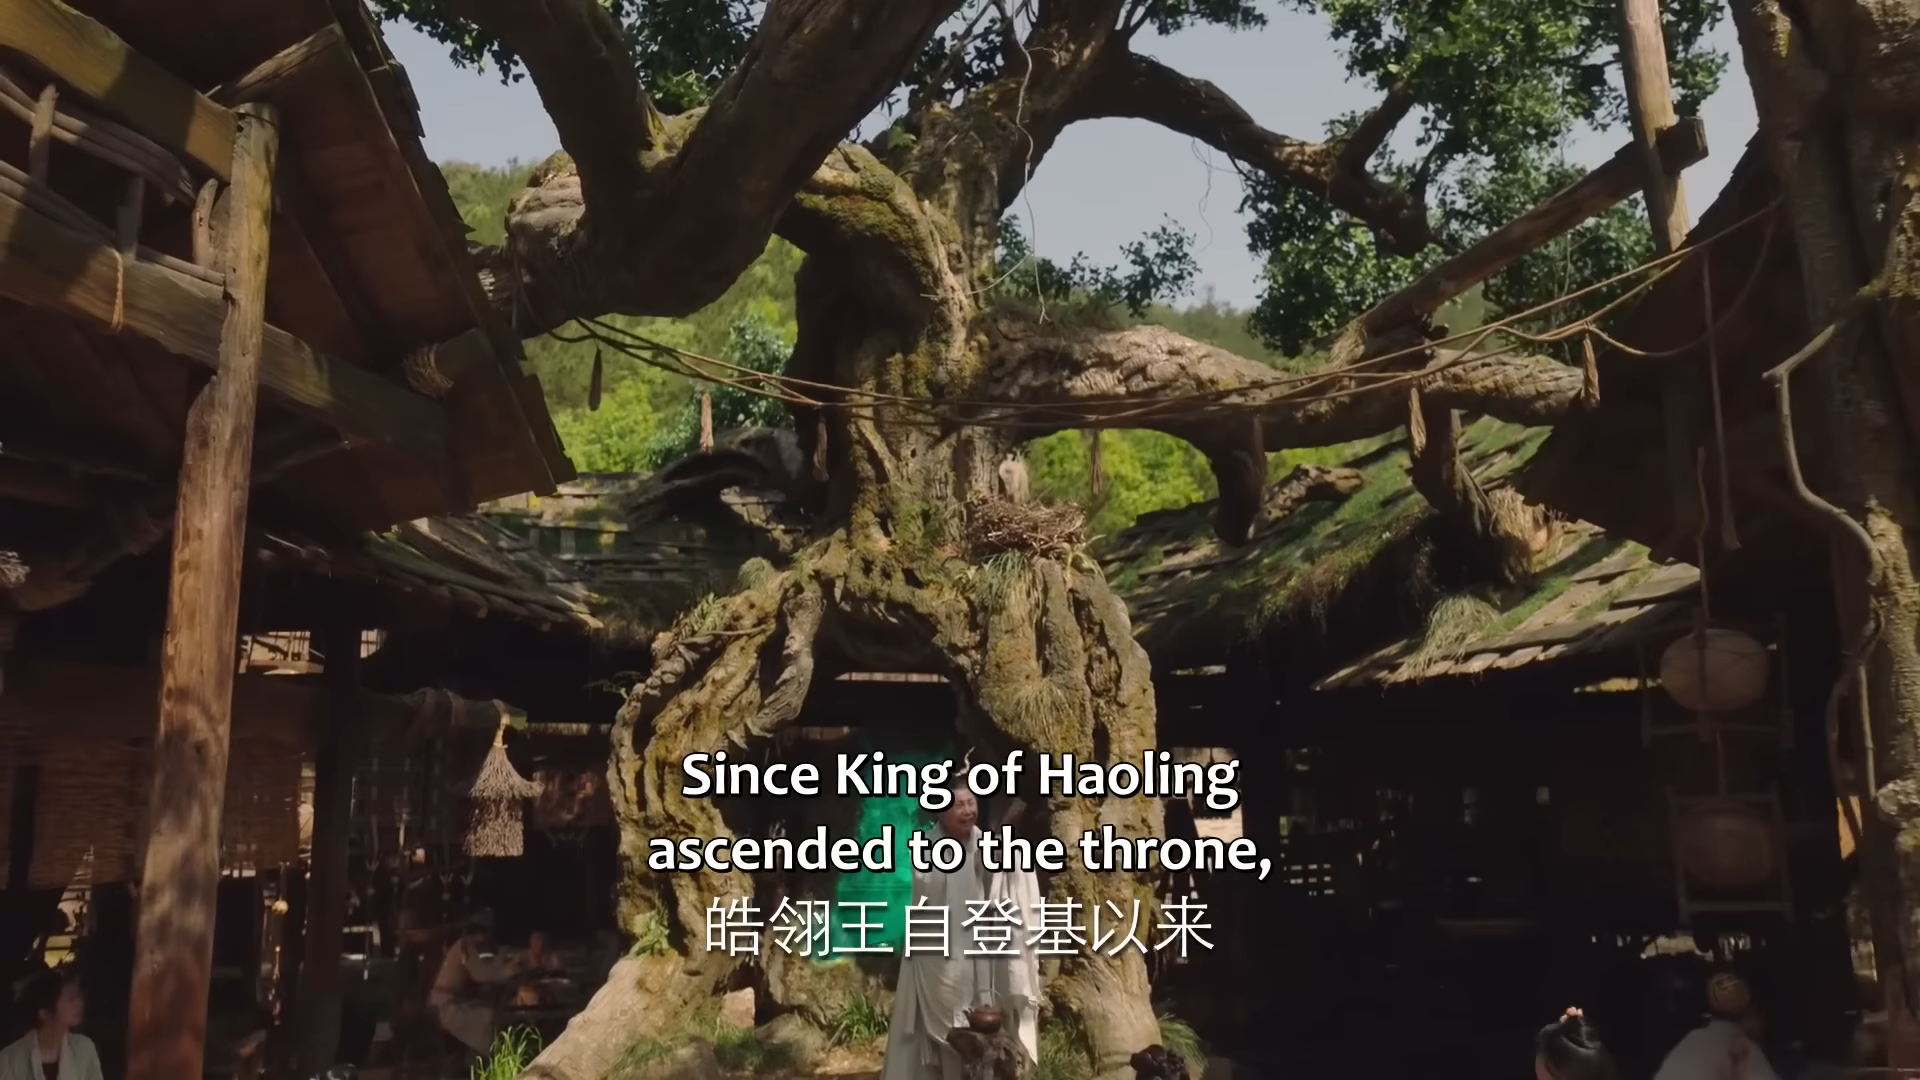 Since King of Haoling
ascended to the throne,
皓翎王自登基以来